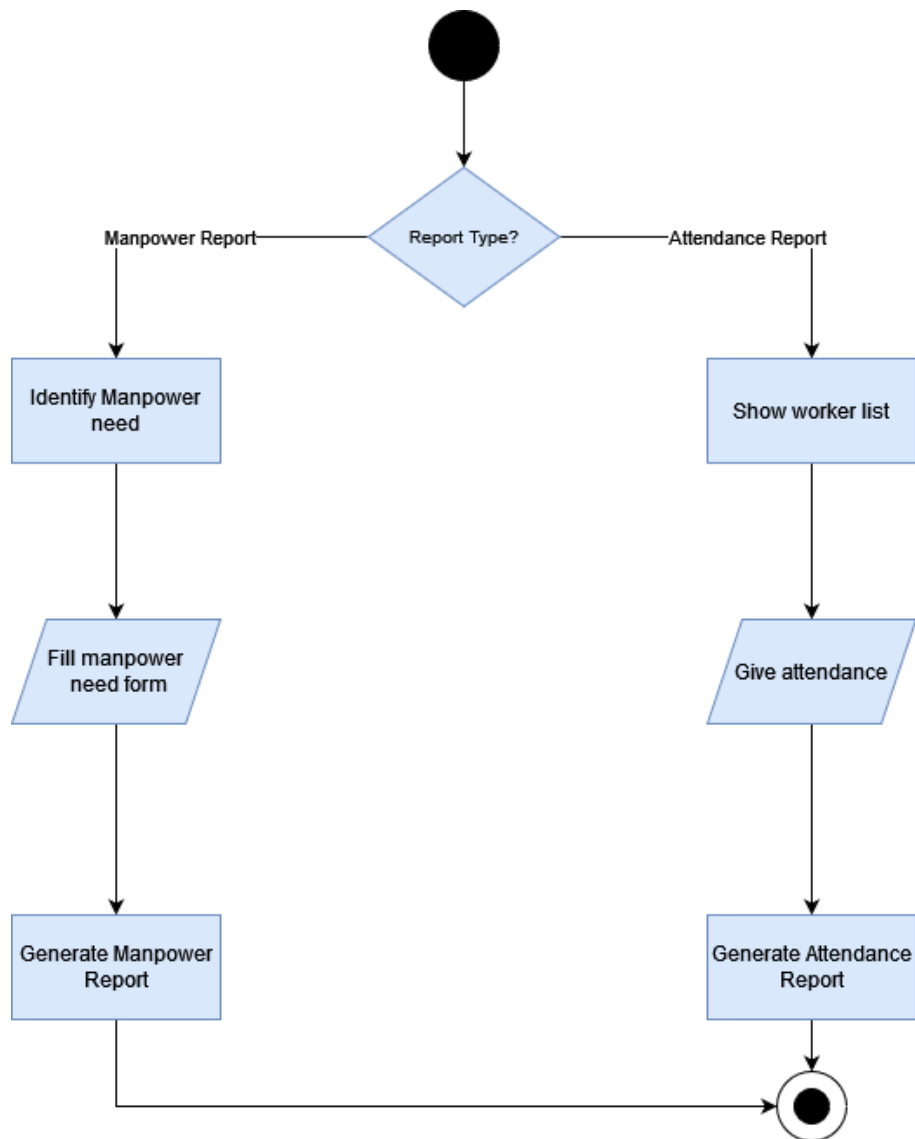 Report Type?
Manpower Report
Attendance Report
Identify Manpower
need
Show worker list
Fill manpower
need form
Give attendance
Generate Manpower
Report
Generate Attendance
Report